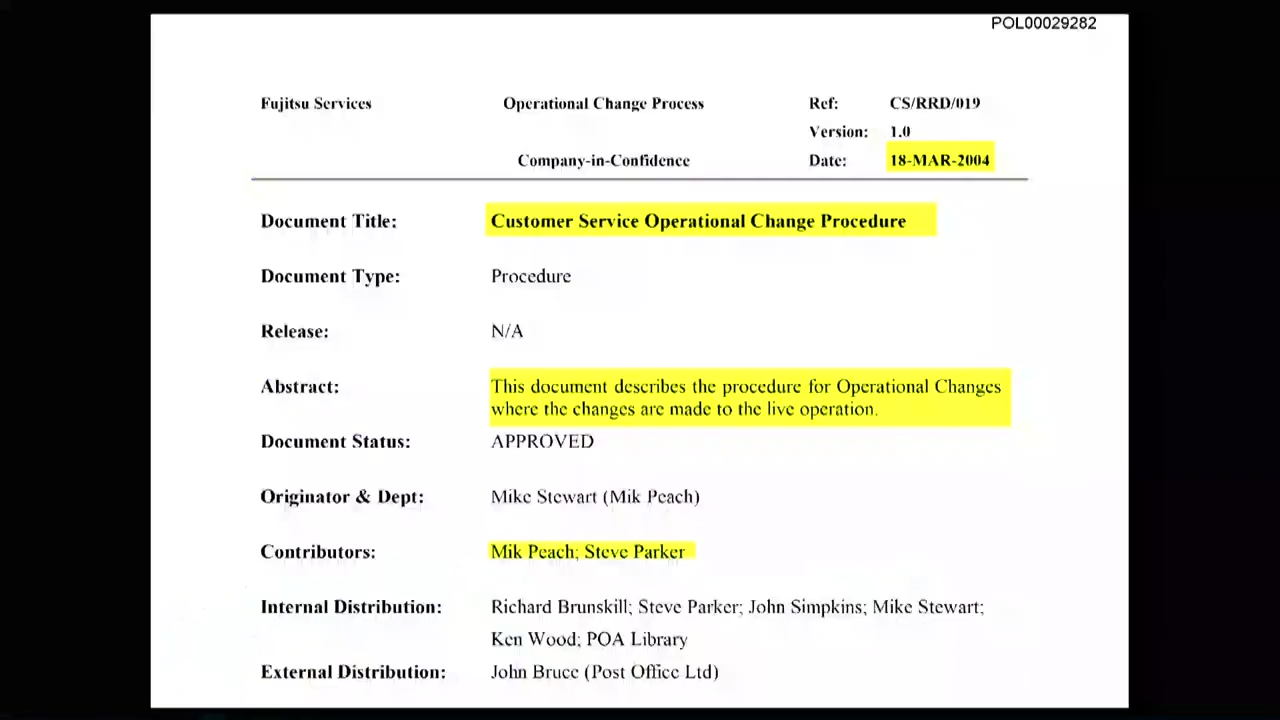 POL00029282
Fujitsu Services Operational Change Process Ref: CS/RRD/019
Version: 1.0
Company-in-Confidence Date: 18-MAR-2004
Document Title: Customer Service Operational Change Procedure
Document Type: Procedure
Release: N/A
Abstract: This document describes the procedure for Operational Changes
where the changes are made to the live operation.
Document Status: APPROVED
Originator & Dept: Mike Stewart (Mik Peach)
Contributors: Mik Peach; Steve Parker
Internal Distribution: Richard Brunskill; Steve Parker; John Simpkins; Mike Stewart;
Ken Wood; POA Library
External Distribution: John Bruce (Post Office Ltd)